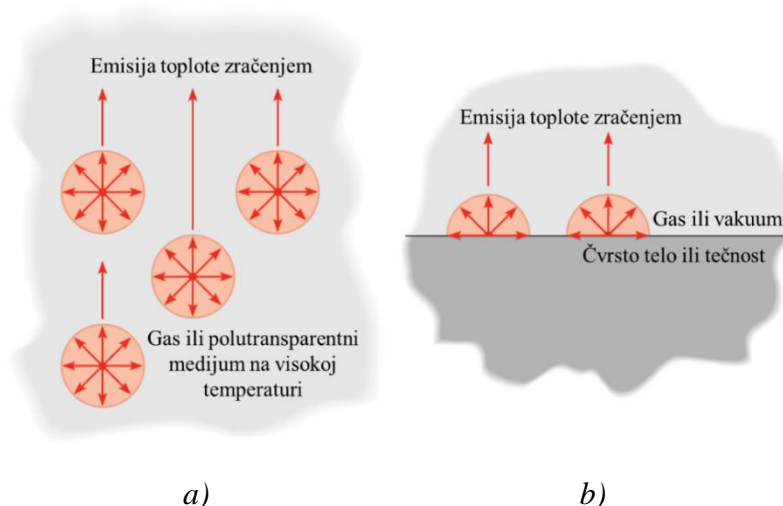 Emisija toplote zračenjem
Gas ili polutransparentni
medijum na visokoj
temperaturi
a)
Emisija toplote zračenjem
Gas ili vakuum
Čvrsto telo ili tečnost
b)